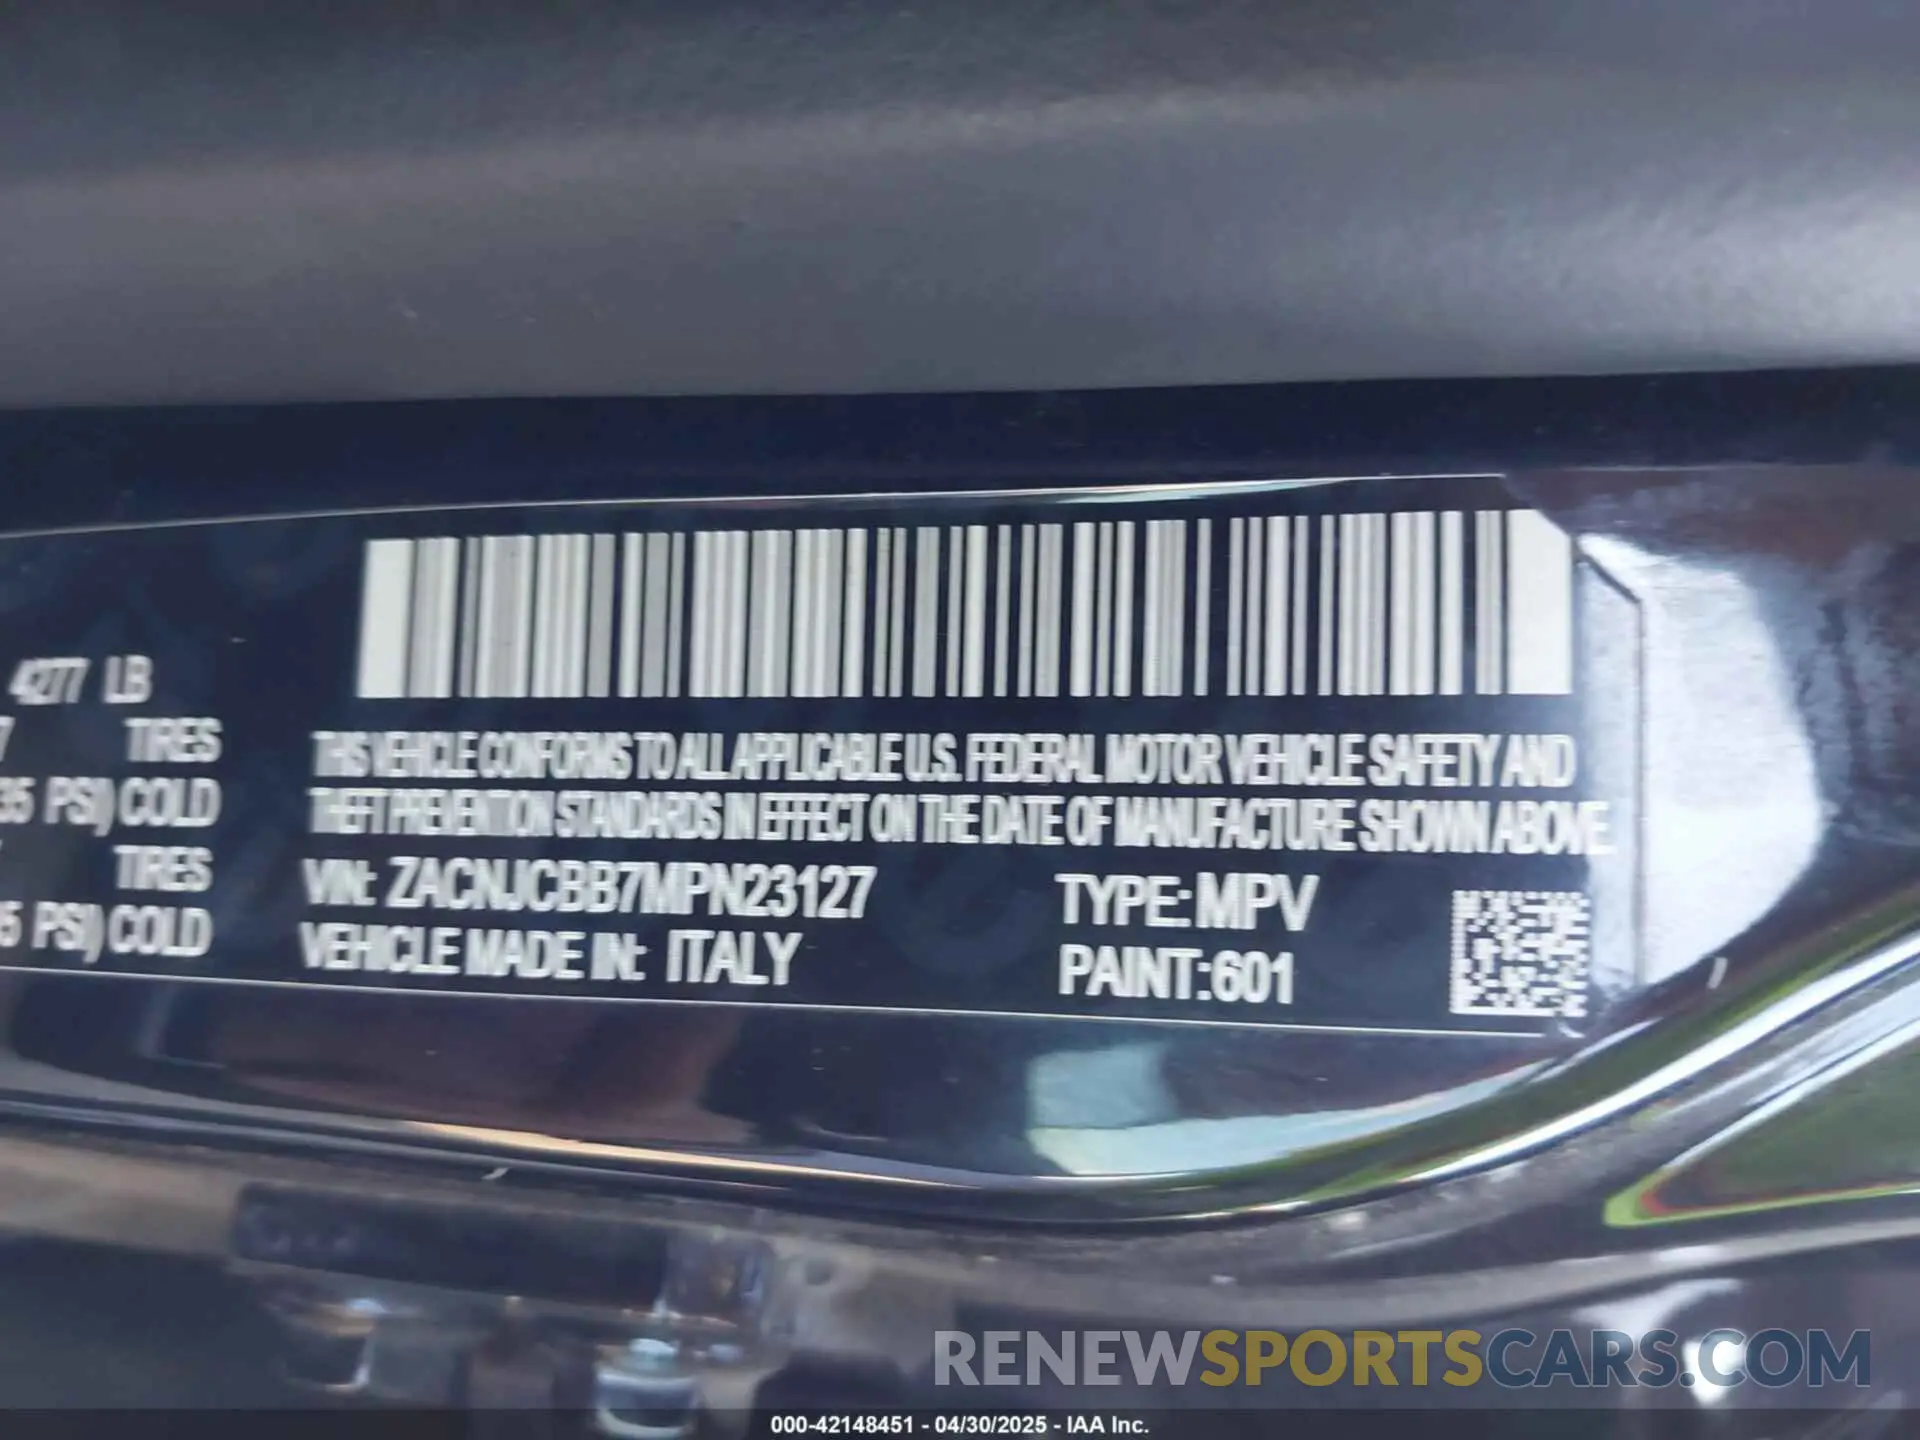 4277 LB
7 TIRES
35 PSI) COLD
TIRES
5 PSI) COLD
THIS VEHICLE CONFORMS TO ALL APPLICABLE U.S. FEDERAL MOTOR VEHICLE SAFETY AND
THEFT PREVENTION STANDARDS IN EFFECT ON THE DATE OF MANUFACTURE SHOWN ABOVE.
VIN: ZACNJCBB7MPN23127 TYPE: MPV
VEHICLE MADE IN: ITALY PAINT: 601
RENEWSPORTSCARS.COM
000-42148451 - 04/30/2025 - IAA Inc.